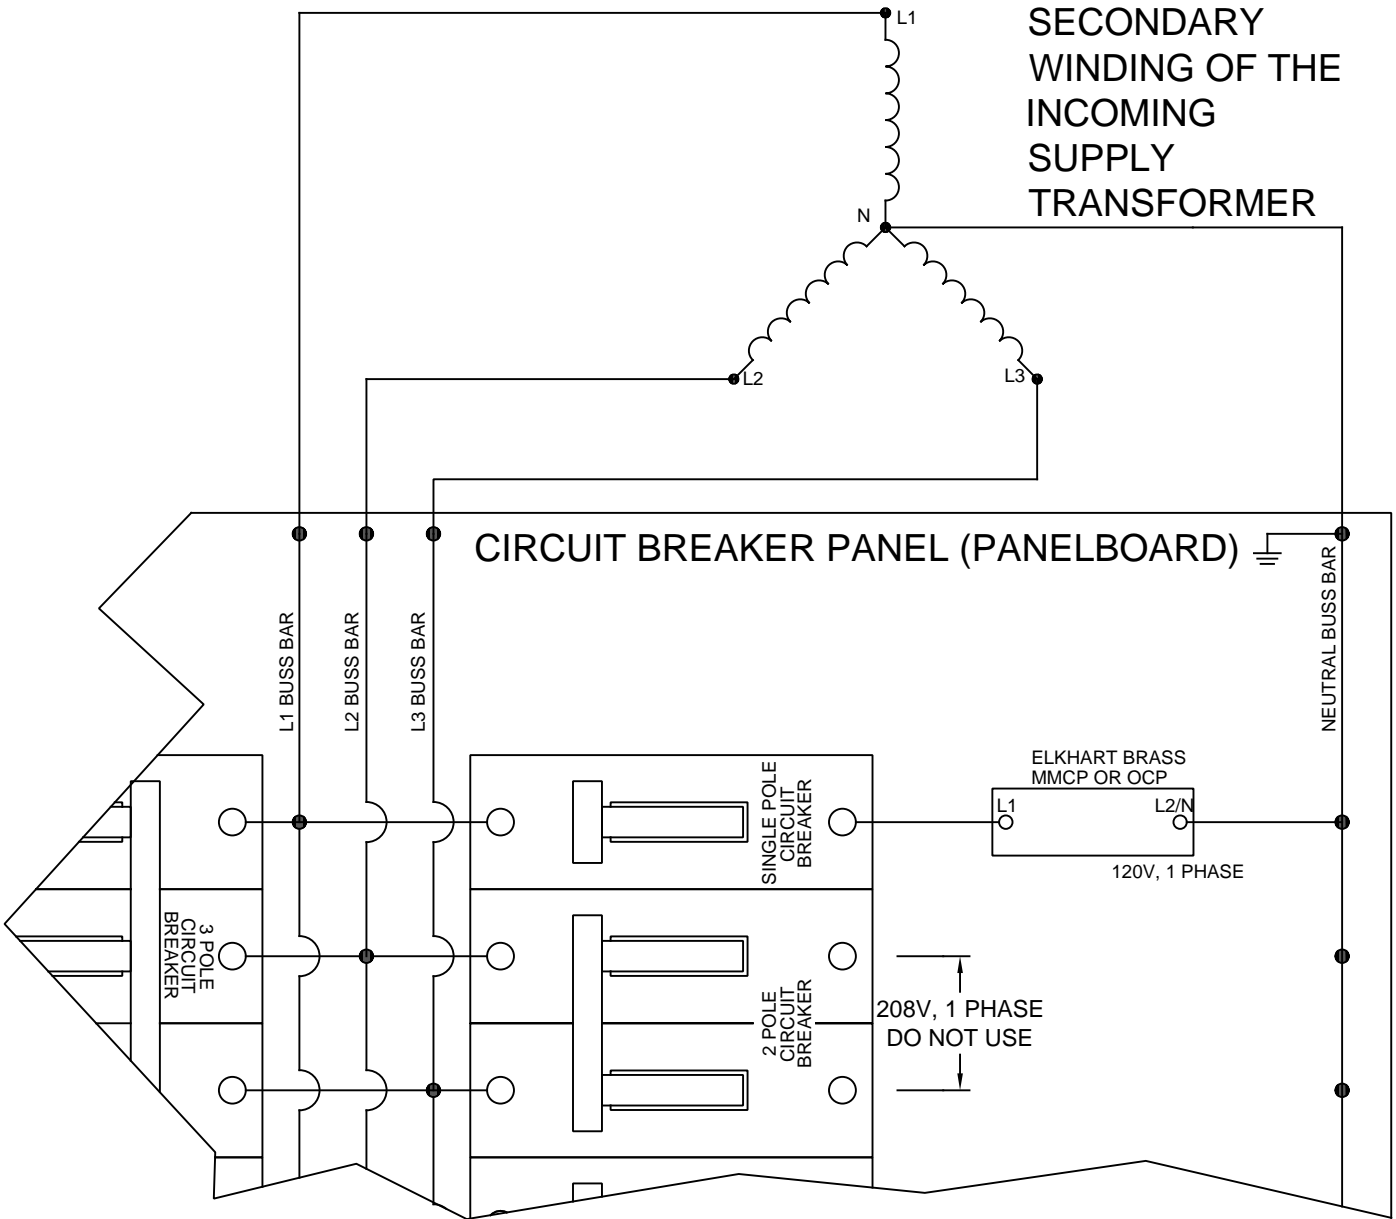 L1
SECONDARY
WINDING OF THE
INCOMING
SUPPLY
TRANSFORMER
N
L2
L3
CIRCUIT BREAKER PANEL (PANELBOARD)
L1 BUSS BAR
L2 BUSS BAR
L3 BUSS BAR
NEUTRAL BUSS BAR
ELKHART BRASS
MMCP OR OCP
L1
L2/N
120V, 1 PHASE
SINGLE POLE
CIRCUIT
BREAKER
3 POLE
CIRCUIT
BREAKER
2 POLE
CIRCUIT
BREAKER
208V, 1 PHASE
DO NOT USE